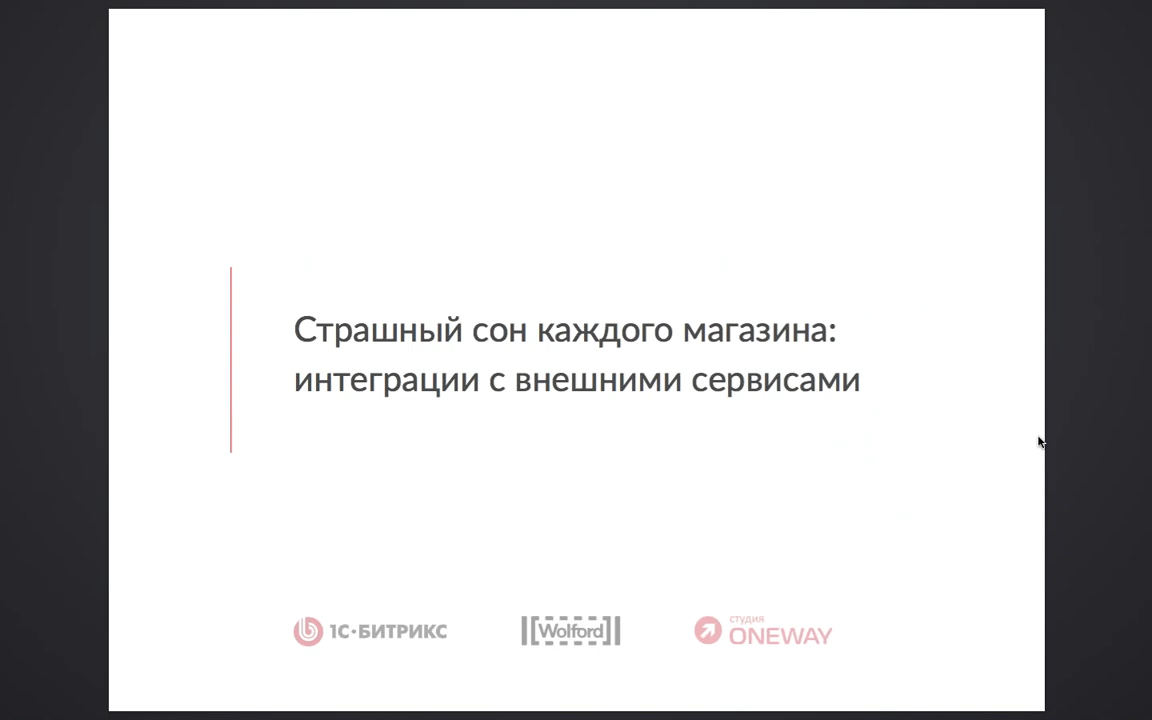 Страшный сон каждого магазина:
интеграции с внешними сервисами
1С·БИТРИКС
Wolford
студия
ONEWAY